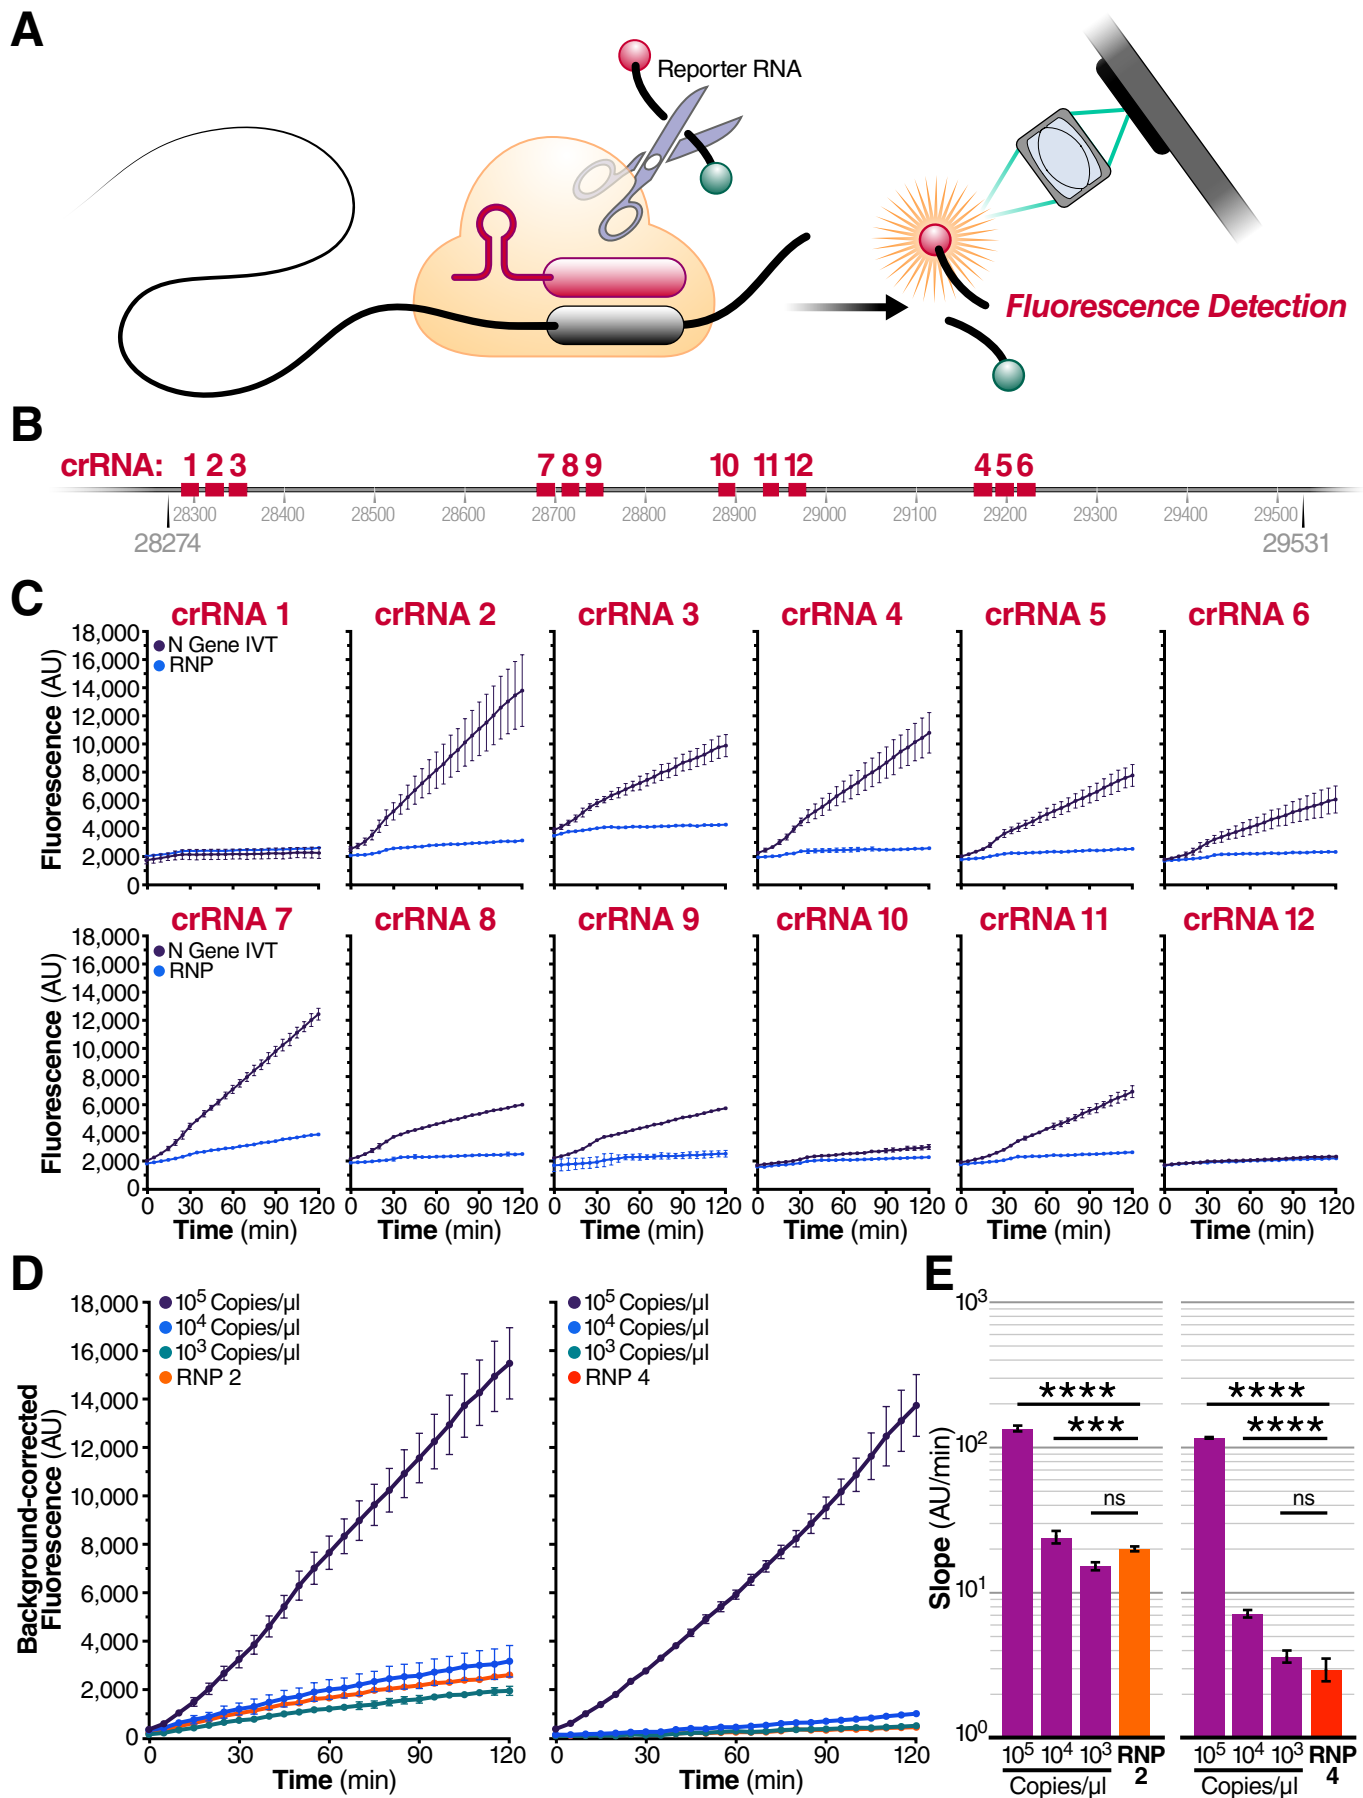 A
Reporter RNA
Fluorescence Detection
B
crRNA: 1 2 3 7 8 9 10 11 12 4 5 6
28300 28400 28500 28600 28700 28800 28900 29000 29100 29200 29300 29400 29500
28274 29531
C
crRNA 1 crRNA 2 crRNA 3 crRNA 4 crRNA 5 crRNA 6
Fluorescence (AU)
18,000
16,000
14,000
12,000
10,000
8,000
6,000
4,000
2,000
0
N Gene IVT
RNP
crRNA 7 crRNA 8 crRNA 9 crRNA 10 crRNA 11 crRNA 12
Fluorescence (AU)
18,000
16,000
14,000
12,000
10,000
8,000
6,000
4,000
2,000
0
N Gene IVT
RNP
0 30 60 90 120 0 30 60 90 120 0 30 60 90 120 0 30 60 90 120 0 30 60 90 120 0 30 60 90 120
Time (min) Time (min) Time (min) Time (min) Time (min) Time (min)
D
Background-corrected
Fluorescence (AU)
18,000
16,000
14,000
12,000
10,000
8,000
6,000
4,000
2,000
0
10⁵ Copies/µl
10⁴ Copies/µl
10³ Copies/µl
RNP 2
0 30 60 90 120
Time (min)
10⁵ Copies/µl
10⁴ Copies/µl
10³ Copies/µl
RNP 4
0 30 60 90 120
Time (min)
E
Slope (AU/min)
10³
10²
10¹
10⁰
**** ****
*** ****
ns ns
10⁵ 10⁴ 10³ RNP 10⁵ 10⁴ 10³ RNP
2 4
Copies/µl Copies/µl